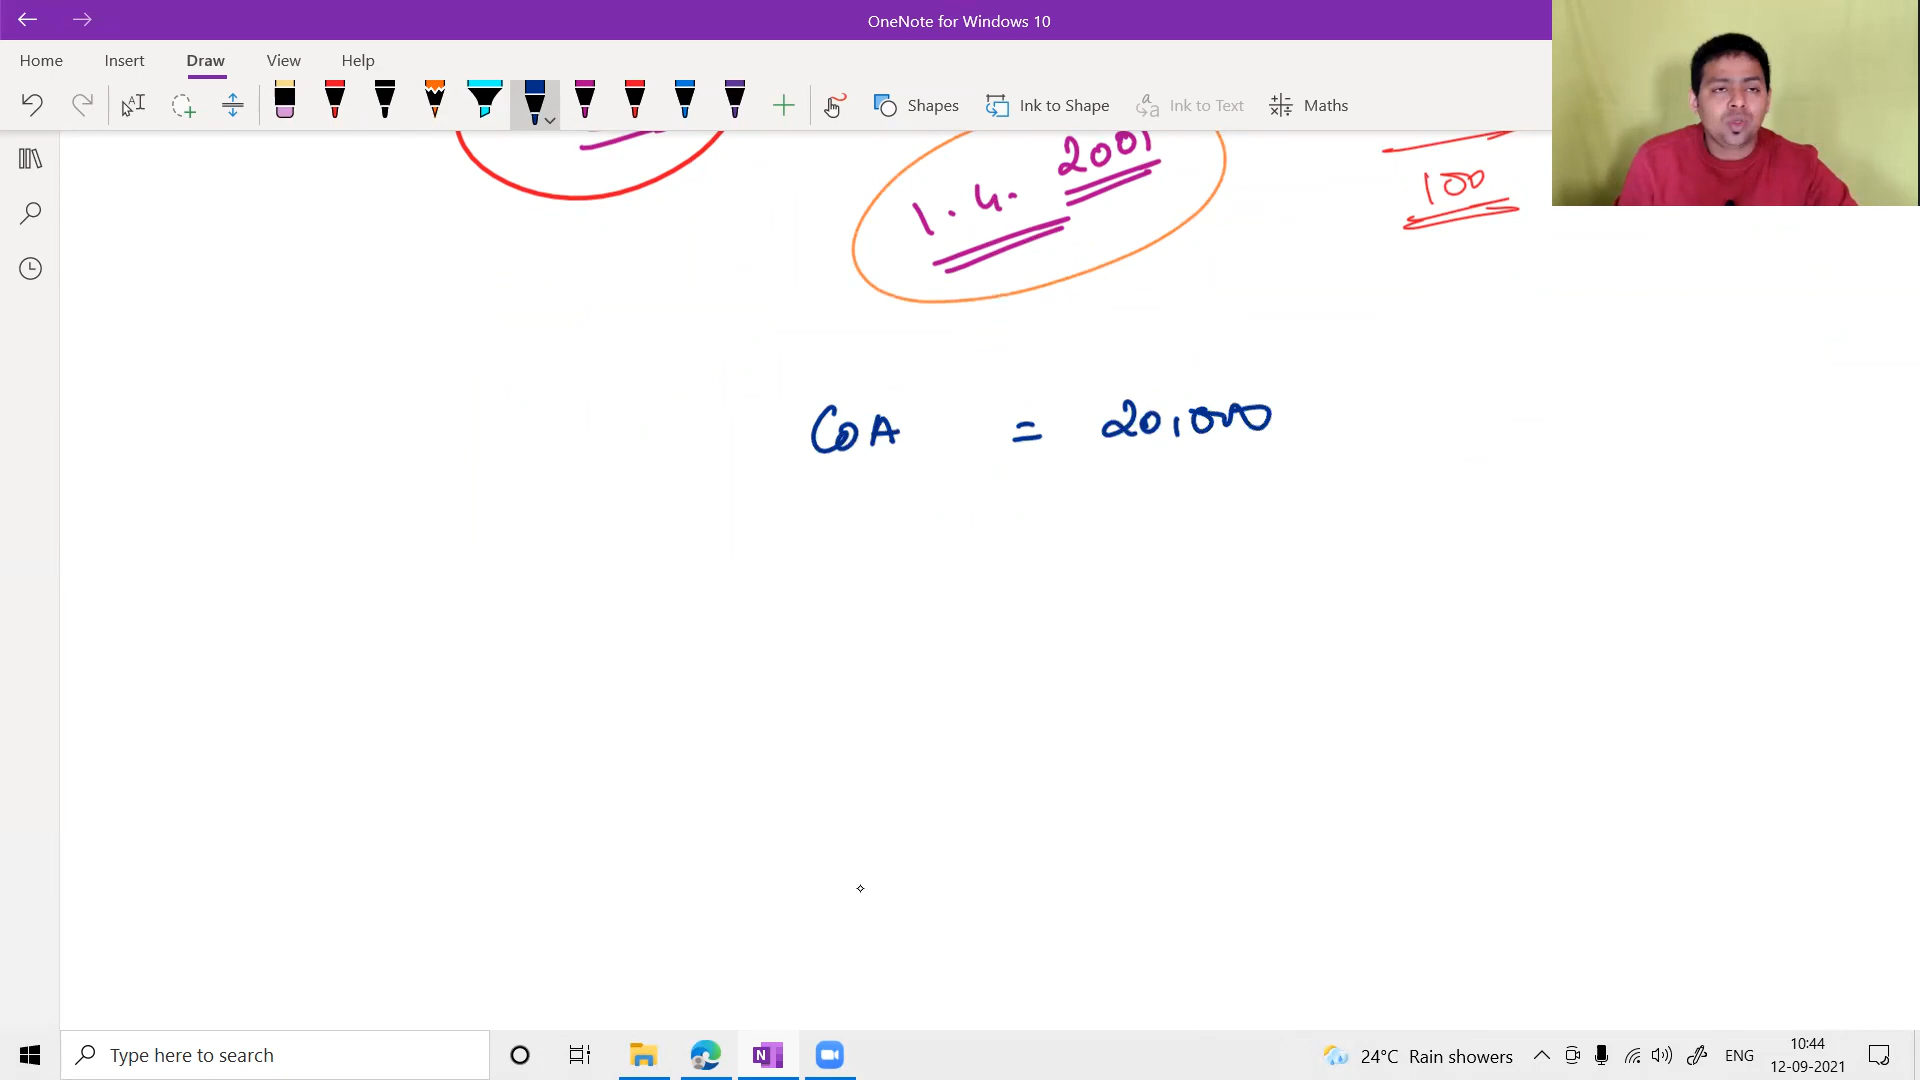 OneNote for Windows 10
Home Insert Draw View Help
Shapes Ink to Shape Ink to Text Maths
1.4. 2001
100
COA = 20,000
Type here to search
24°C Rain showers ENG 10:44
12-09-2021